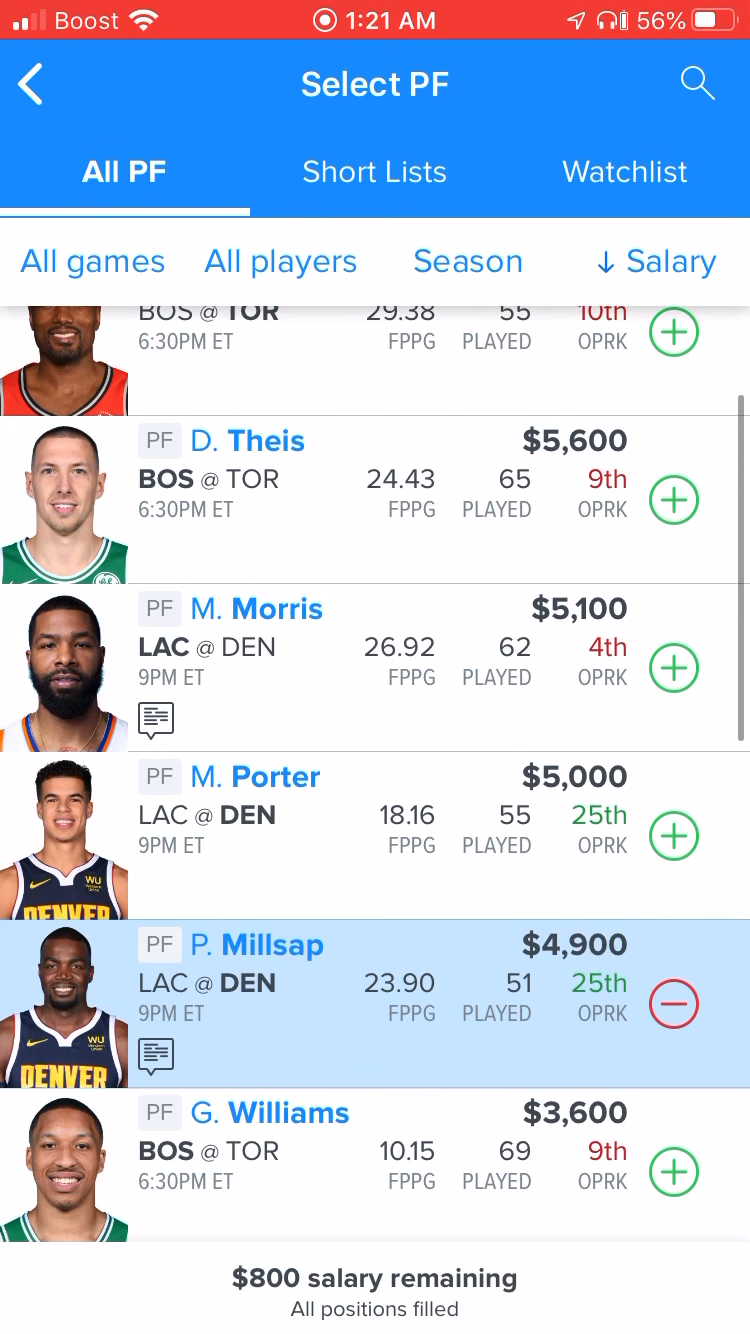 Boost 1:21 AM 56%
Select PF
All PF Short Lists Watchlist
All games All players Season ↓ Salary
BOS @ TOR 29.38 55 10th
6:30PM ET FPPG PLAYED OPRK
PF D. Theis $5,600
BOS @ TOR 24.43 65 9th
6:30PM ET FPPG PLAYED OPRK
PF M. Morris $5,100
LAC @ DEN 26.92 62 4th
9PM ET FPPG PLAYED OPRK
PF M. Porter $5,000
LAC @ DEN 18.16 55 25th
9PM ET FPPG PLAYED OPRK
WU
DENVER
PF P. Millsap $4,900
LAC @ DEN 23.90 51 25th
9PM ET FPPG PLAYED OPRK
WU
DENVER
PF G. Williams $3,600
BOS @ TOR 10.15 69 9th
6:30PM ET FPPG PLAYED OPRK
$800 salary remaining
All positions filled